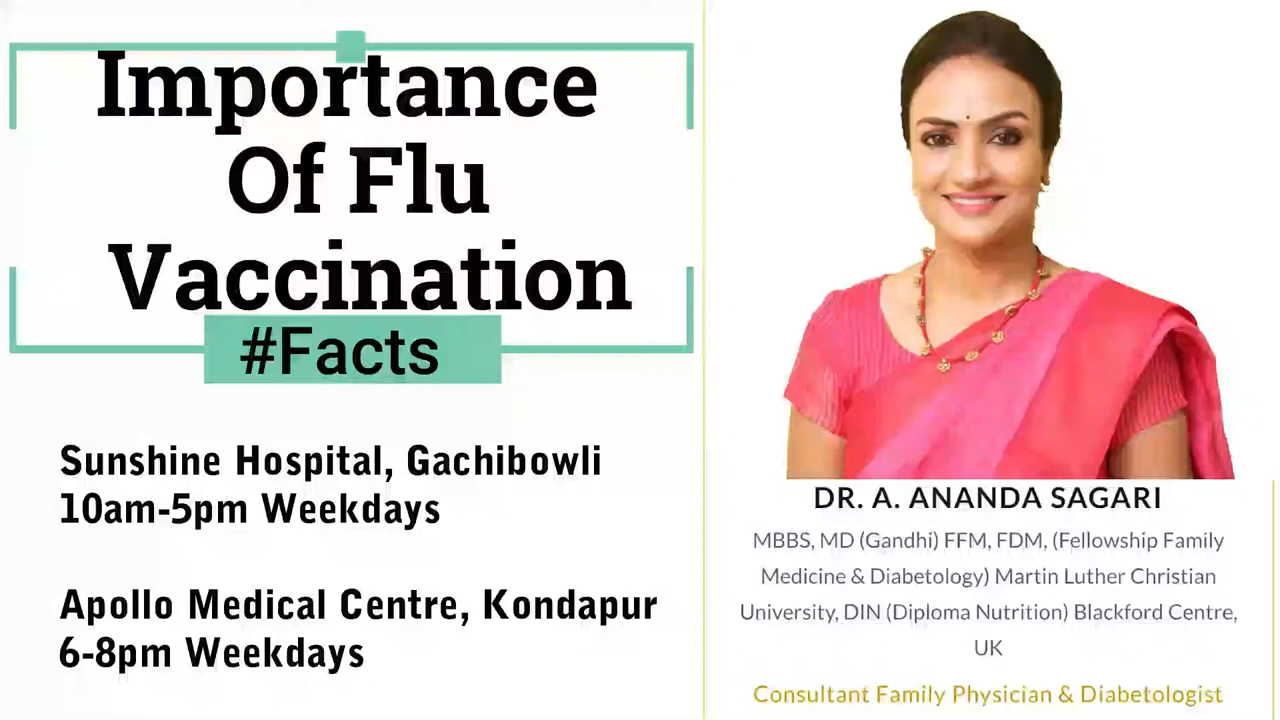 Importance
Of Flu
Vaccination
#Facts
Sunshine Hospital, Gachibowli
10am-5pm Weekdays
Apollo Medical Centre, Kondapur
6-8pm Weekdays
DR. A. ANANDA SAGARI
MBBS, MD (Gandhi) FFM, FDM, (Fellowship Family
Medicine & Diabetology) Martin Luther Christian
University, DIN (Diploma Nutrition) Blackford Centre,
UK
Consultant Family Physician & Diabetologist